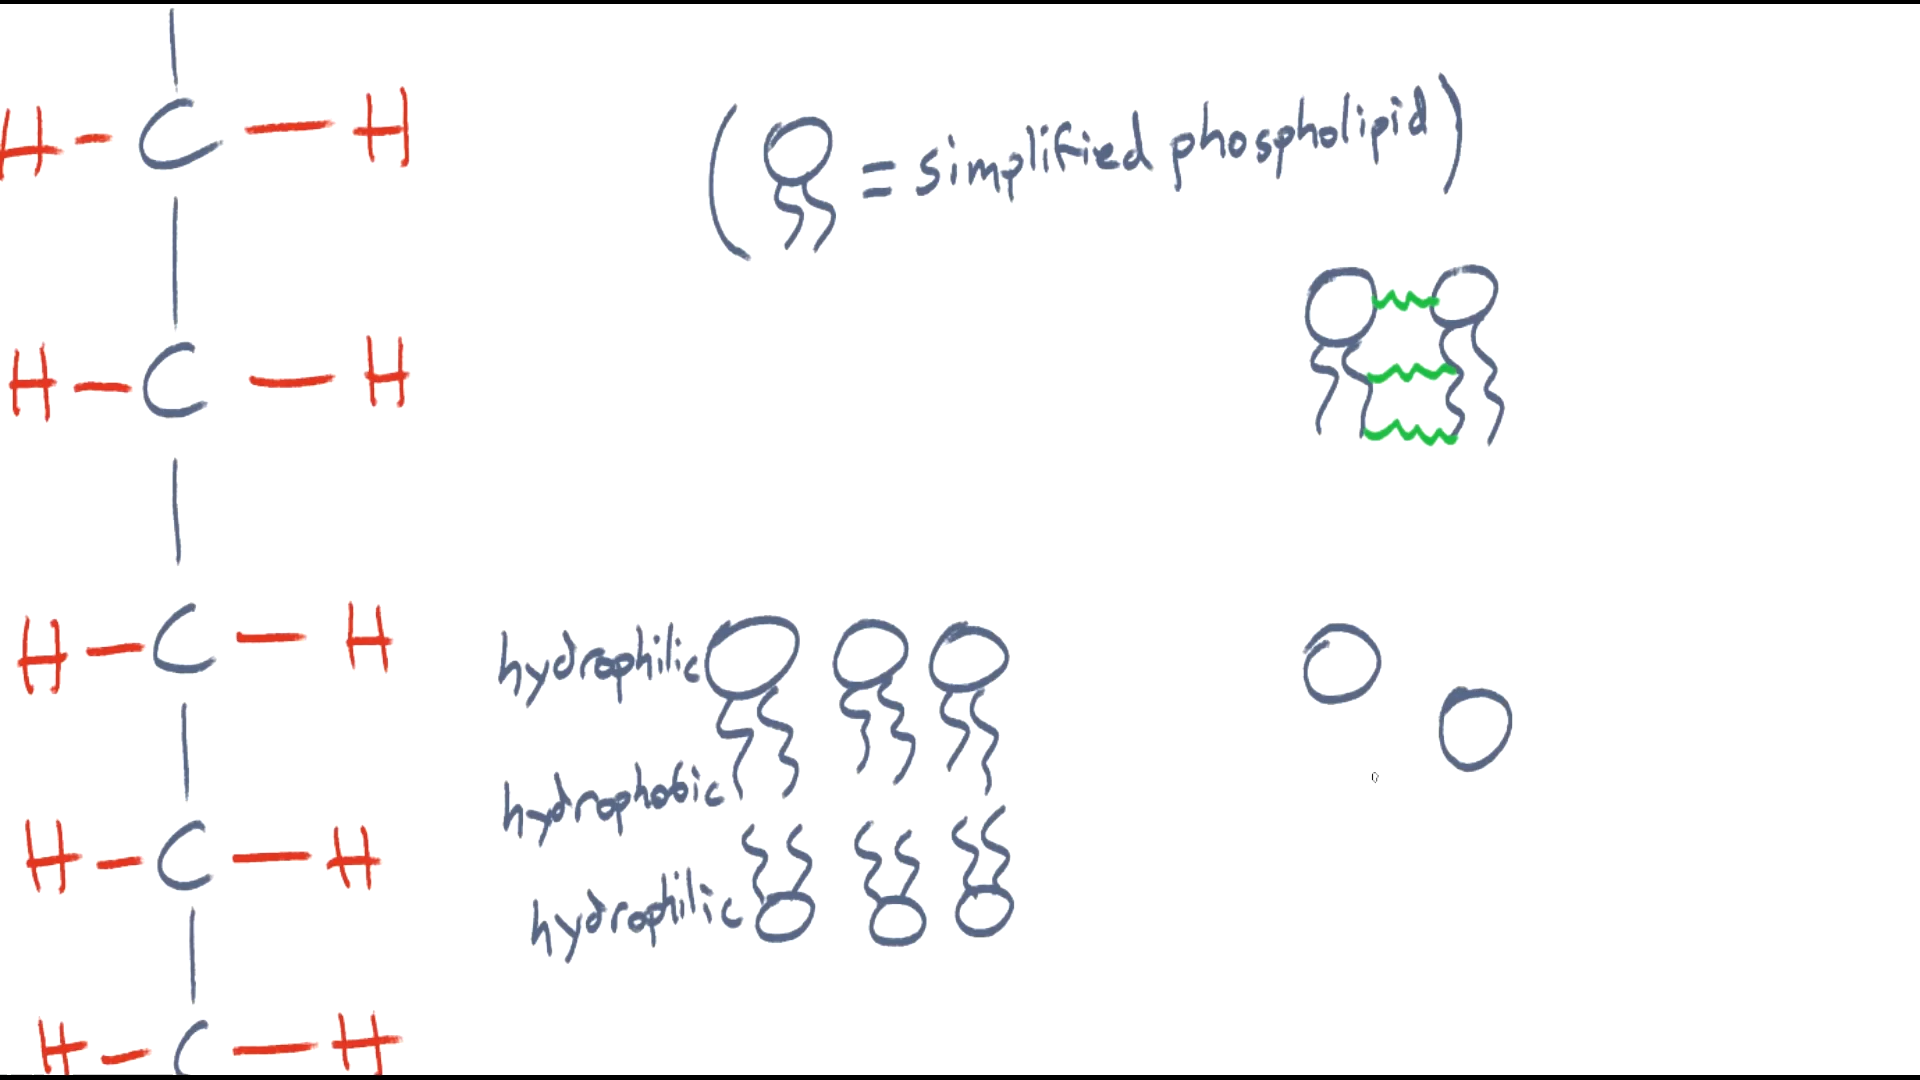 H - C - H
( = simplified phospholipid)
H - C - H
H - C - H
hydrophilic
hydrophobic
H - C - H
hydrophilic
H - C - H